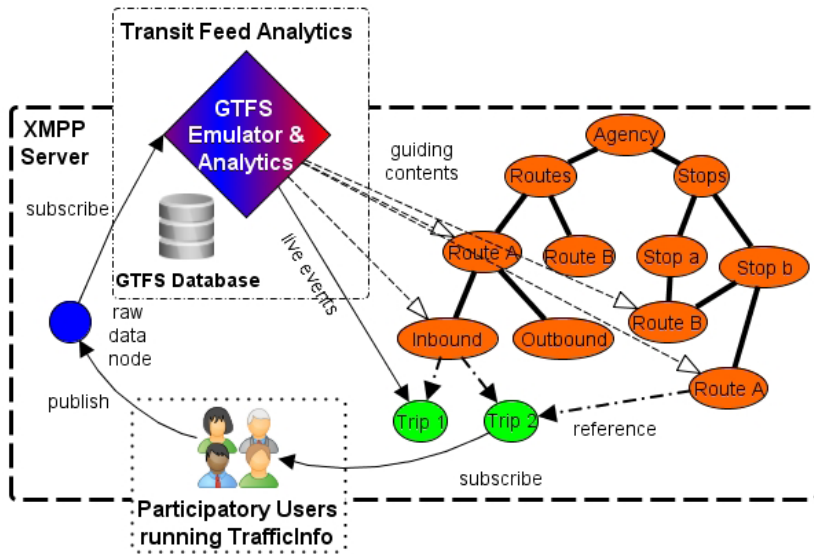 Transit Feed Analytics
GTFS
Emulator &
Analytics
XMPP
Server
subscribe
GTFS Database
live events
guiding
contents
Agency
Routes
Stops
Route A
Route B
Stop a
Stop b
Route B
Inbound
Outbound
Route A
raw
data
node
publish
Trip 1
Trip 2
reference
subscribe
Participatory Users
running TrafficInfo